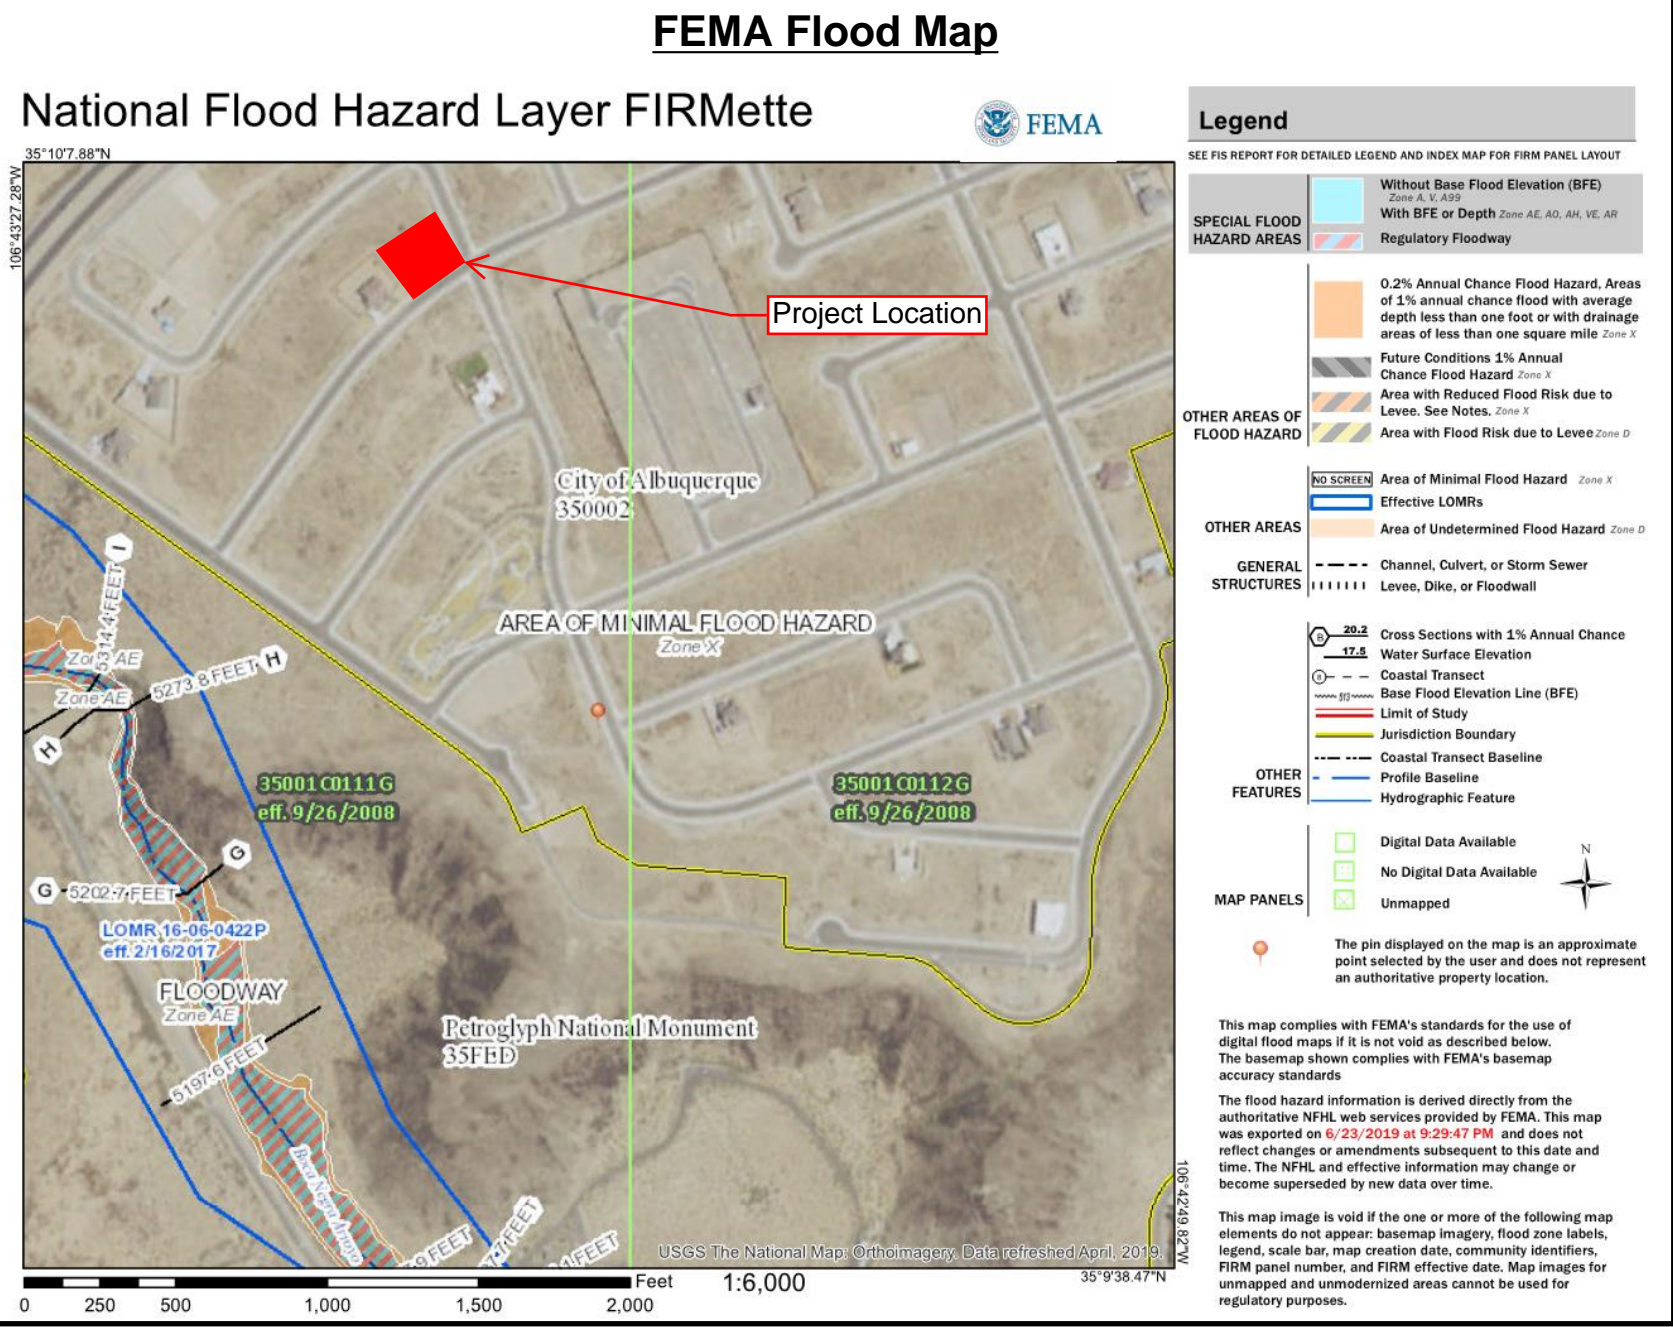 FEMA Flood Map
National Flood Hazard Layer FIRMette
FEMA
35°10'7.88"N
106°43'27.28"W
Project Location
City of Albuquerque
350002
AREA OF MINIMAL FLOOD HAZARD
Zone X
I
5314.4 FEET
Zone AE
5273.8 FEET
H
Zone AE
H
35001C0111G
eff. 9/26/2008
35001C0112G
eff. 9/26/2008
G
G
5202.7 FEET
LOMR 16-06-0422P
eff. 2/16/2017
FLOODWAY
Zone AE
5197.6 FEET
Petroglyph National Monument
35FED
Boca Negra Arroyo
FEET
FEET
FEET
USGS The National Map: Orthoimagery. Data refreshed April, 2019.
106°42'49.82"W
35°9'38.47"N
Feet
1:6,000
0 250 500 1,000 1,500 2,000
Legend
SEE FIS REPORT FOR DETAILED LEGEND AND INDEX MAP FOR FIRM PANEL LAYOUT
SPECIAL FLOOD
HAZARD AREAS
Without Base Flood Elevation (BFE)
Zone A, V, A99
With BFE or Depth Zone AE, AO, AH, VE, AR
Regulatory Floodway
OTHER AREAS OF
FLOOD HAZARD
0.2% Annual Chance Flood Hazard, Areas
of 1% annual chance flood with average
depth less than one foot or with drainage
areas of less than one square mile Zone X
Future Conditions 1% Annual
Chance Flood Hazard Zone X
Area with Reduced Flood Risk due to
Levee. See Notes. Zone X
Area with Flood Risk due to Levee Zone D
OTHER AREAS
NO SCREEN Area of Minimal Flood Hazard Zone X
Effective LOMRs
Area of Undetermined Flood Hazard Zone D
GENERAL
STRUCTURES
Channel, Culvert, or Storm Sewer
Levee, Dike, or Floodwall
OTHER
FEATURES
B 20.2 Cross Sections with 1% Annual Chance
17.5 Water Surface Elevation
8 Coastal Transect
513 Base Flood Elevation Line (BFE)
Limit of Study
Jurisdiction Boundary
Coastal Transect Baseline
Profile Baseline
Hydrographic Feature
MAP PANELS
Digital Data Available
No Digital Data Available
Unmapped
N
The pin displayed on the map is an approximate
point selected by the user and does not represent
an authoritative property location.
This map complies with FEMA's standards for the use of
digital flood maps if it is not void as described below.
The basemap shown complies with FEMA's basemap
accuracy standards
The flood hazard information is derived directly from the
authoritative NFHL web services provided by FEMA. This map
was exported on 6/23/2019 at 9:29:47 PM and does not
reflect changes or amendments subsequent to this date and
time. The NFHL and effective information may change or
become superseded by new data over time.
This map image is void if the one or more of the following map
elements do not appear: basemap imagery, flood zone labels,
legend, scale bar, map creation date, community identifiers,
FIRM panel number, and FIRM effective date. Map images for
unmapped and unmodernized areas cannot be used for
regulatory purposes.